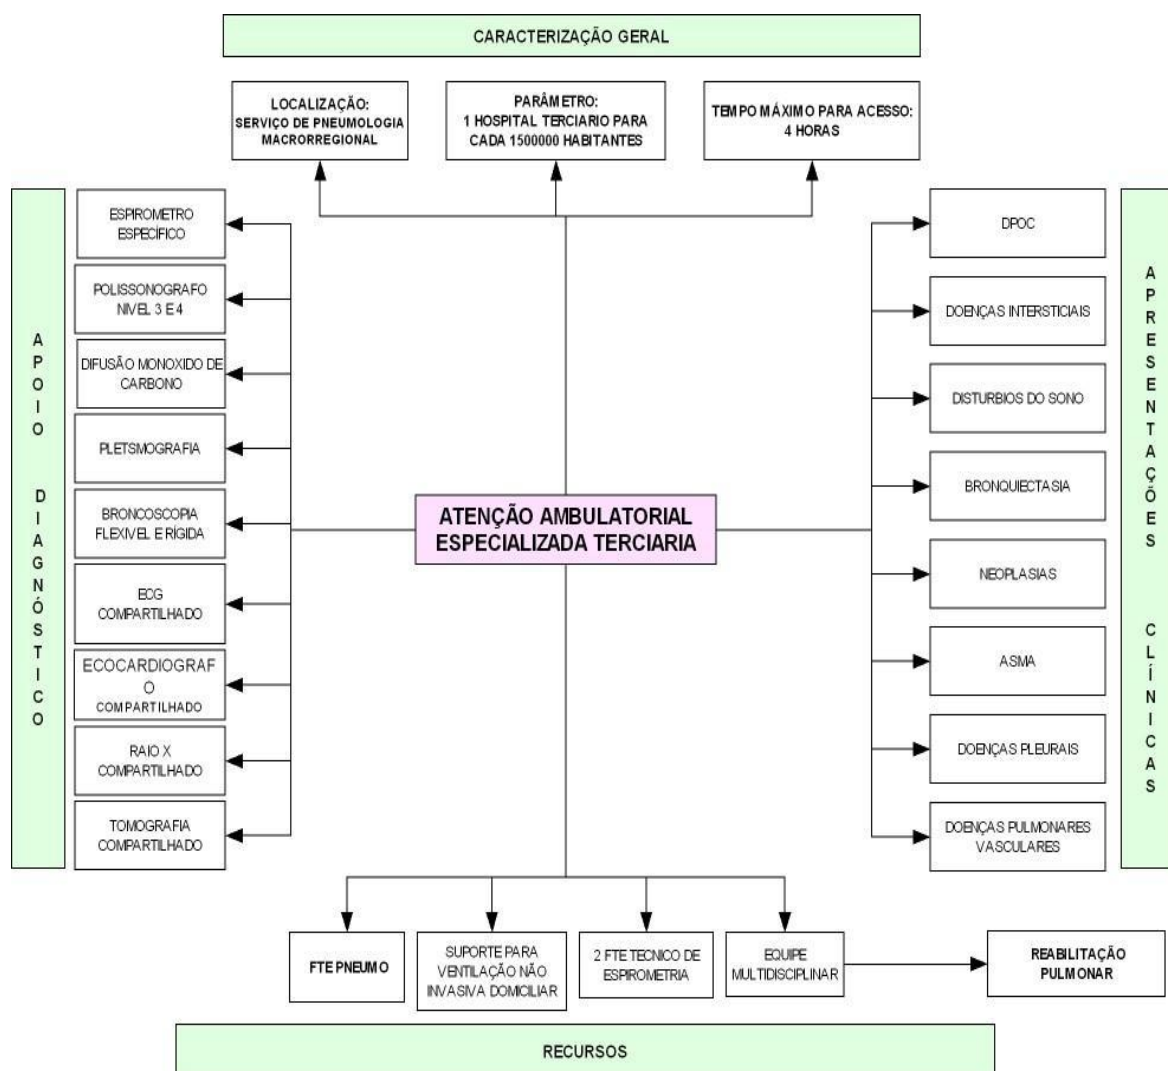 CARACTERIZAÇÃO GERAL
LOCALIZAÇÃO:
SERVIÇO DE PNEUMOLOGIA
MACRORREGIONAL
PARÂMETRO:
1 HOSPITAL TERCIARIO PARA
CADA 1500000 HABITANTES
TEMPO MÁXIMO PARA ACESSO:
4 HORAS
APOIO DIAGNÓSTICO
ESPIROMETRO
ESPECÍFICO
POLISSONOGRAFO
NIVEL 3 E 4
DIFUSÃO MONOXIDO DE
CARBONO
PLETSMOGRAFIA
BRONCOSCOPIA
FLEXIVEL E RÍGIDA
ECG
COMPARTILHADO
ECOCARDIOGRAF
O
COMPARTILHADO
RAIO X
COMPARTILHADO
TOMOGRAFIA
COMPARTILHADO
ATENÇÃO AMBULATORIAL
ESPECIALIZADA TERCIARIA
DPOC
DOENÇAS INTERSTICIAIS
DISTURBIOS DO SONO
BRONQUIECTASIA
NEOPLASIAS
ASMA
DOENÇAS PLEURAIS
DOENÇAS PULMONARES
VASCULARES
APRESENTAÇÕES CLÍNICAS
FTE PNEUMO
SUPORTE PARA
VENTILAÇÃO NÃO
INVASIVA DOMICILIAR
2 FTE TECNICO DE
ESPIROMETRIA
EQUIPE
MULTIDISCIPLINAR
REABILITAÇÃO
PULMONAR
RECURSOS